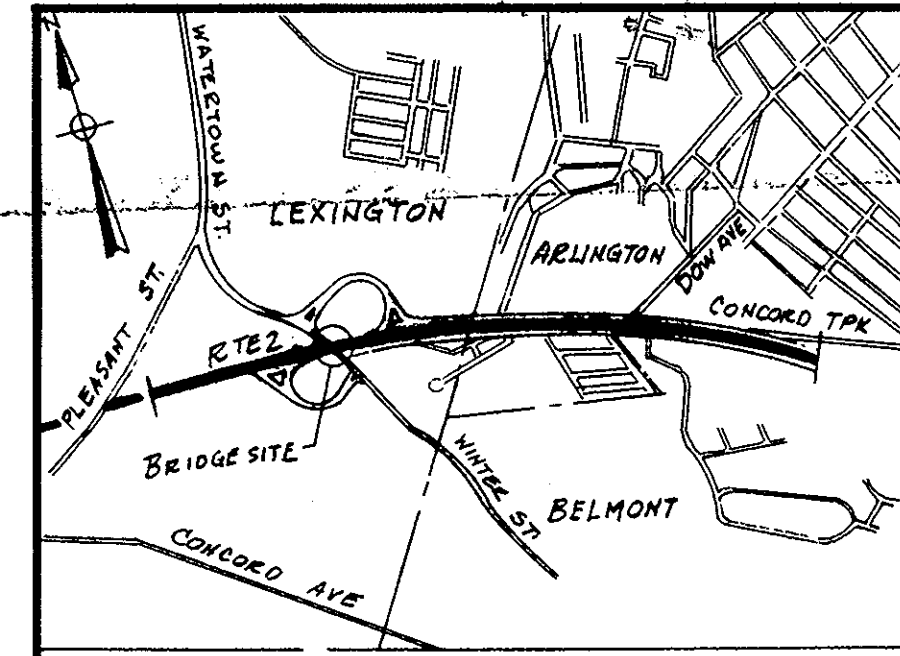 N
WATERTOWN ST.
LEXINGTON
ARLINGTON
DOW AVE
PLEASANT ST.
CONCORD TPK
RTE 2
BRIDGE SITE
WINTER ST.
BELMONT
CONCORD AVE